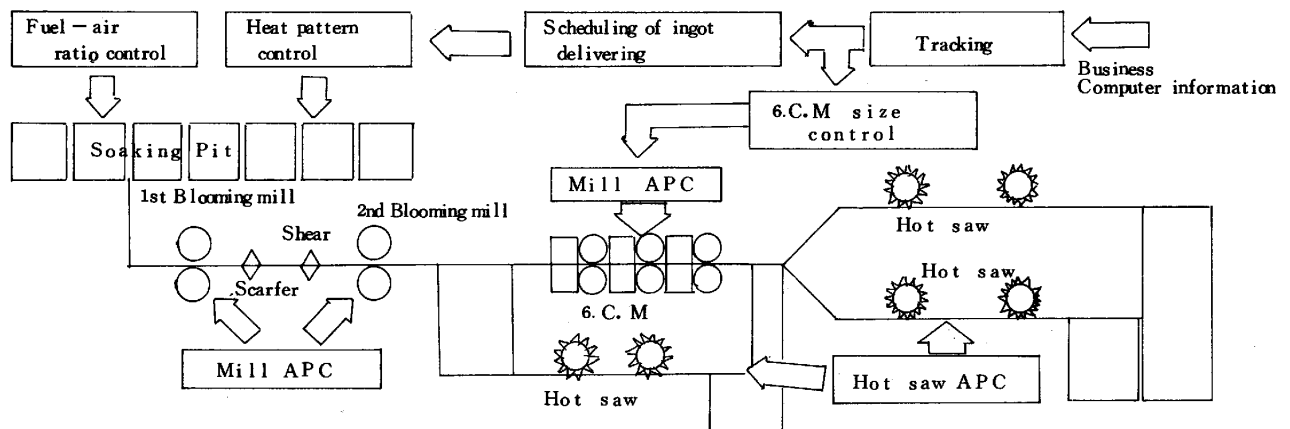 Fuel-air
ratio control
Heat pattern
control
Scheduling of ingot
delivering
Tracking
Business
Computer information
6.C.M size
control
Soaking Pit
Mill APC
1st Blooming mill
2nd Blooming mill
Shear
Scarfer
Hot saw
Hot saw
6.C.M
Mill APC
Hot saw APC
Hot saw